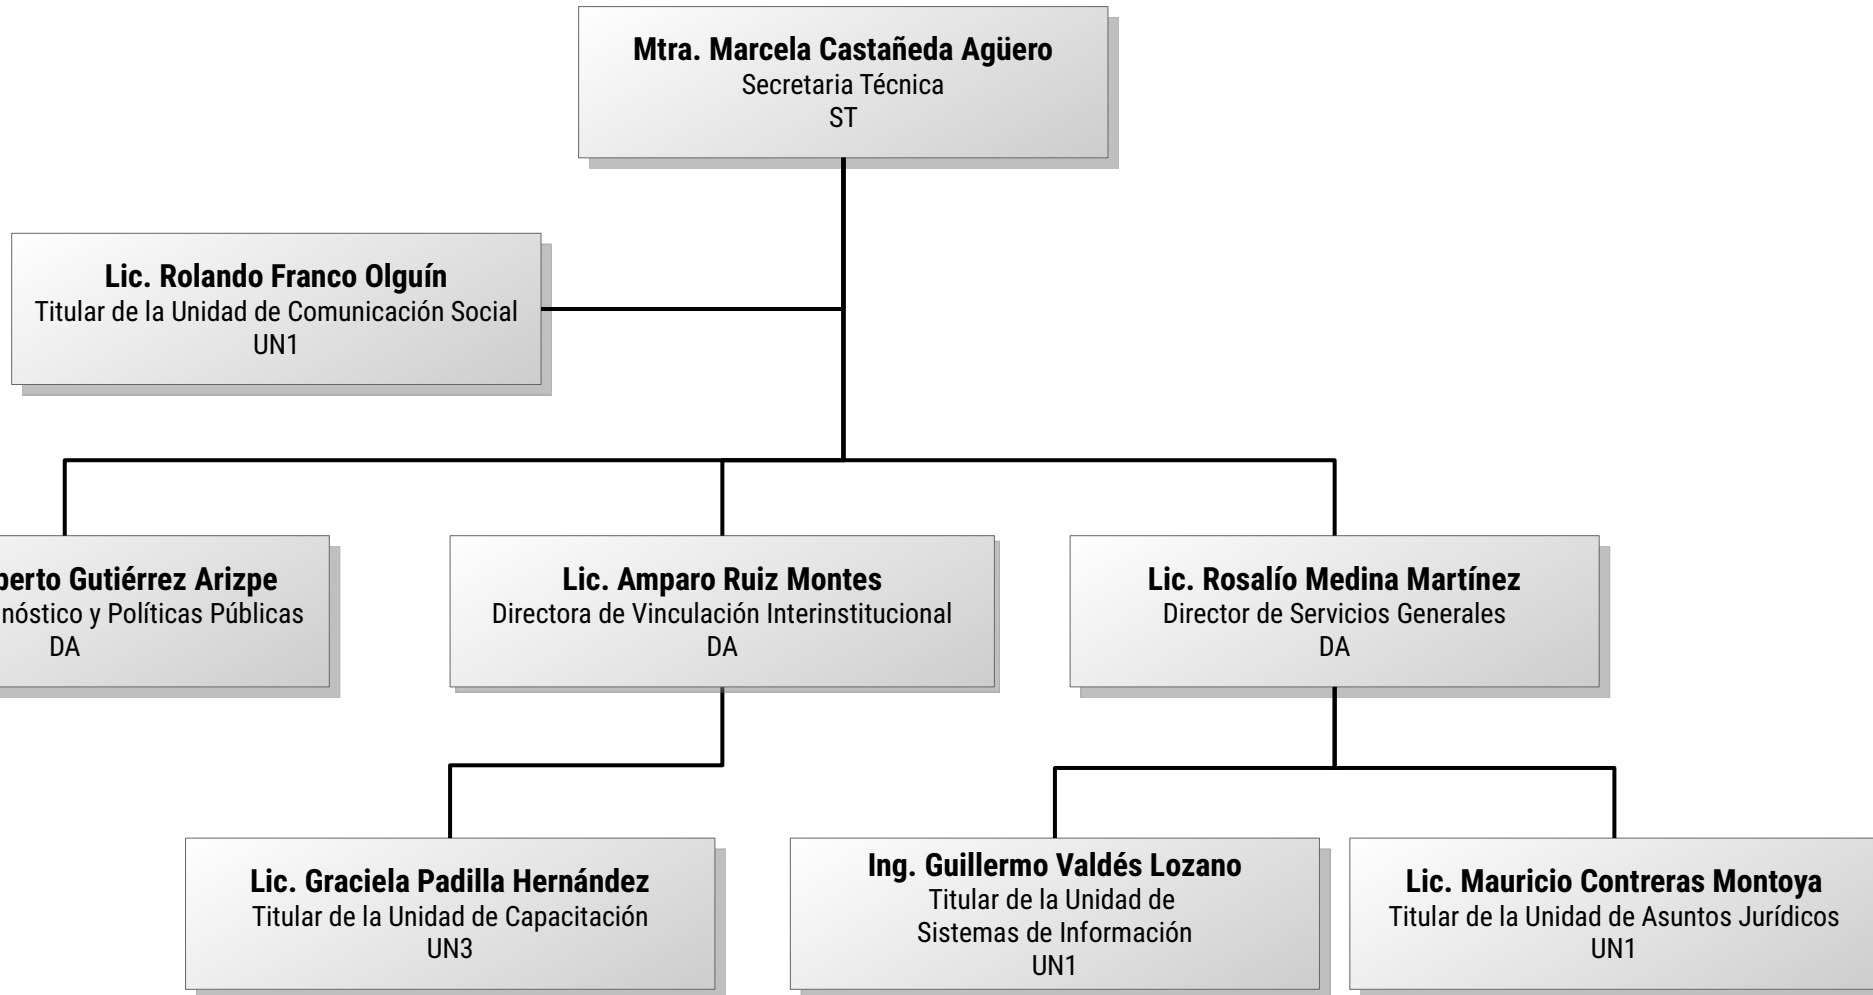 Mtra. Marcela Castañeda Agüero
Secretaria Técnica
ST
Lic. Rolando Franco Olguín
Titular de la Unidad de Comunicación Social
UN1
Gutiérrez Arizpe
y Políticas Públicas
DA
Lic. Amparo Ruiz Montes
Directora de Vinculación Interinstitucional
DA
Lic. Rosalío Medina Martínez
Director de Servicios Generales
DA
Lic. Graciela Padilla Hernández
Titular de la Unidad de Capacitación
UN3
Ing. Guillermo Valdés Lozano
Titular de la Unidad de
Sistemas de Información
UN1
Lic. Mauricio Contreras Montoya
Titular de la Unidad de Asuntos Jurídicos
UN1